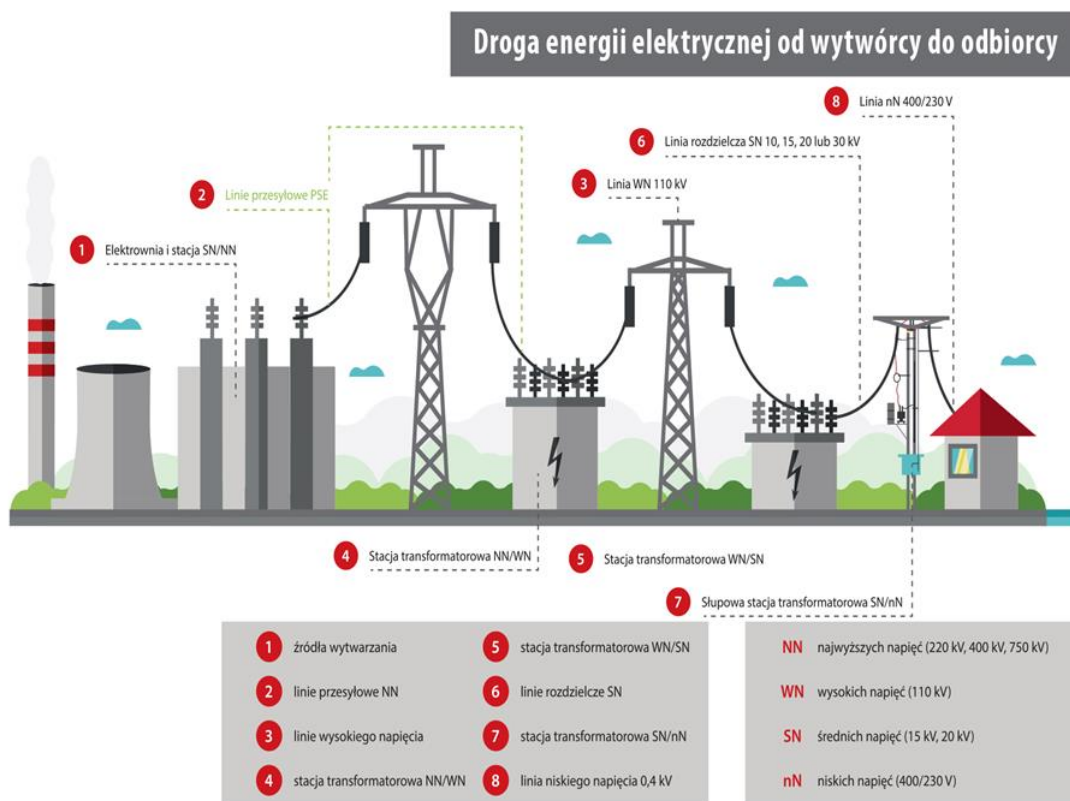 Droga energii elektrycznej od wytwórcy do odbiorcy
8 Linia nN 400/230 V
6 Linia rozdzielcza SN 10, 15, 20 lub 30 kV
2 Linie przesyłowe PSE
3 Linia WN 110 kV
1 Elektrownia i stacja SN/NN
4 Stacja transformatorowa NN/WN
5 Stacja transformatorowa WN/SN
7 Słupowa stacja transformatorowa SN/nN
1 źródła wytwarzania
2 linie przesyłowe NN
3 linie wysokiego napięcia
4 stacja transformatorowa NN/WN
5 stacja transformatorowa WN/SN
6 linie rozdzielcze SN
7 stacja transformatorowa SN/nN
8 linia niskiego napięcia 0,4 kV
NN najwyższych napięć (220 kV, 400 kV, 750 kV)
WN wysokich napięć (110 kV)
SN średnich napięć (15 kV, 20 kV)
nN niskich napięć (400/230 V)